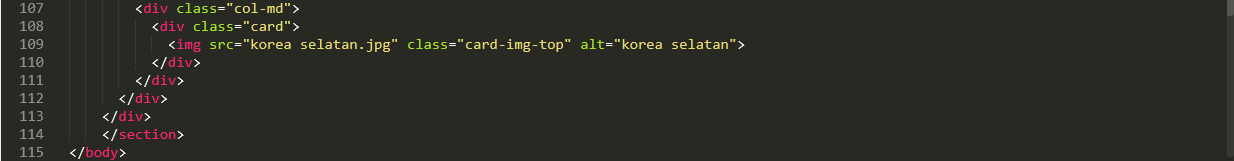 107 <div class="col-md">
108 <div class="card">
109 <img src="korea selatan.jpg" class="card-img-top" alt="korea selatan">
110 </div>
111 </div>
112 </div>
113 </div>
114 </section>
115 </body>